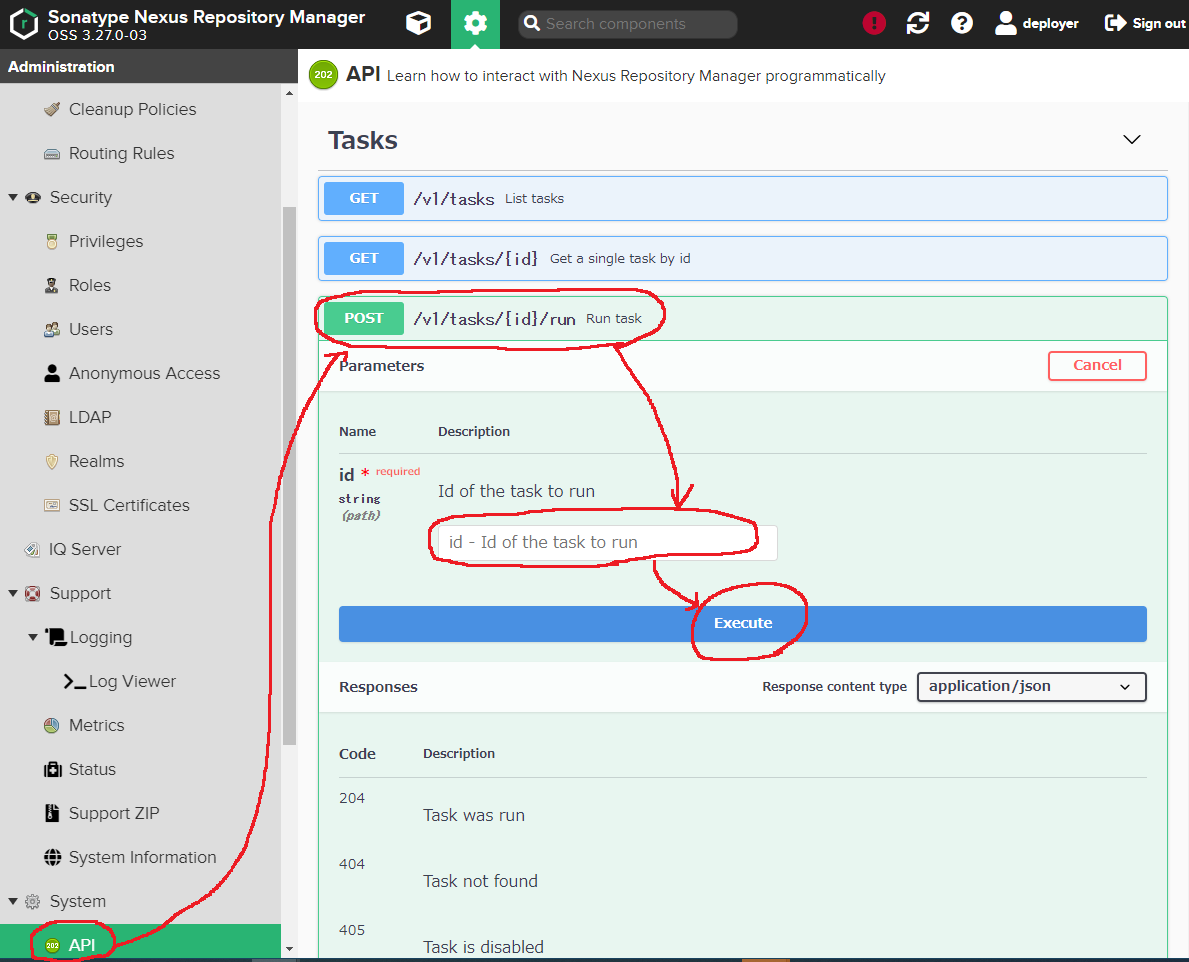 Sonatype Nexus Repository Manager
OSS 3.27.0-03
Search components
deployer
Sign out
Administration
Cleanup Policies
Routing Rules
Security
Privileges
Roles
Users
Anonymous Access
LDAP
Realms
SSL Certificates
IQ Server
Support
Logging
Log Viewer
Metrics
Status
Support ZIP
System Information
System
202 API
202 API Learn how to interact with Nexus Repository Manager programmatically
Tasks
GET /v1/tasks List tasks
GET /v1/tasks/{id} Get a single task by id
POST /v1/tasks/{id}/run Run task
Parameters Cancel
Name Description
id * required
string
(path)
Id of the task to run
id - Id of the task to run
Execute
Responses Response content type application/json
Code Description
204 Task was run
404 Task not found
405 Task is disabled